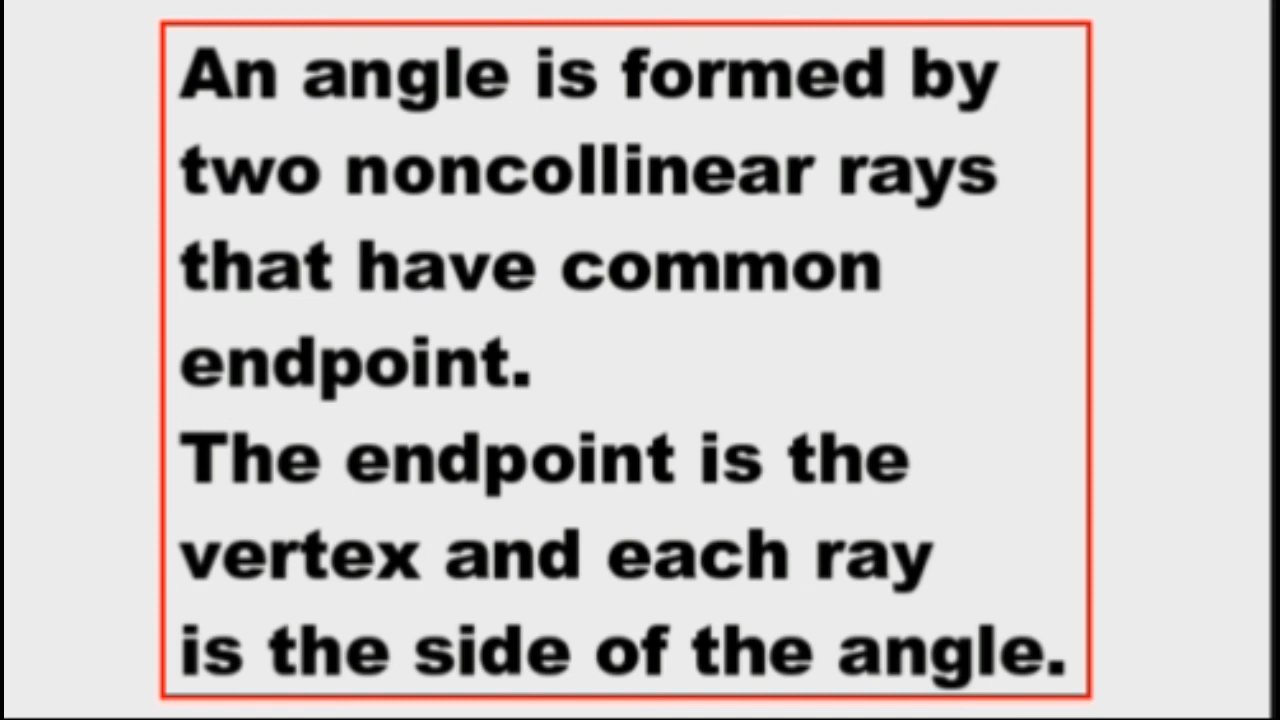 An angle is formed by
two noncollinear rays
that have common
endpoint.
The endpoint is the
vertex and each ray
is the side of the angle.